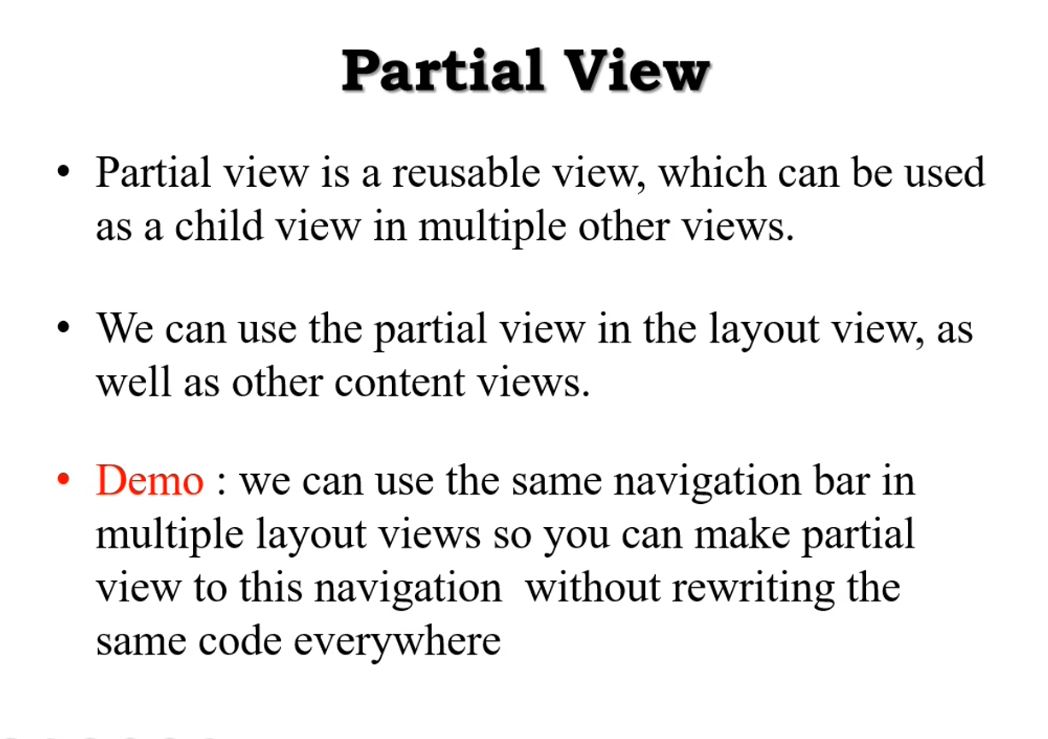 Partial View
• Partial view is a reusable view, which can be used
as a child view in multiple other views.
• We can use the partial view in the layout view, as
well as other content views.
• Demo : we can use the same navigation bar in
multiple layout views so you can make partial
view to this navigation  without rewriting the
same code everywhere